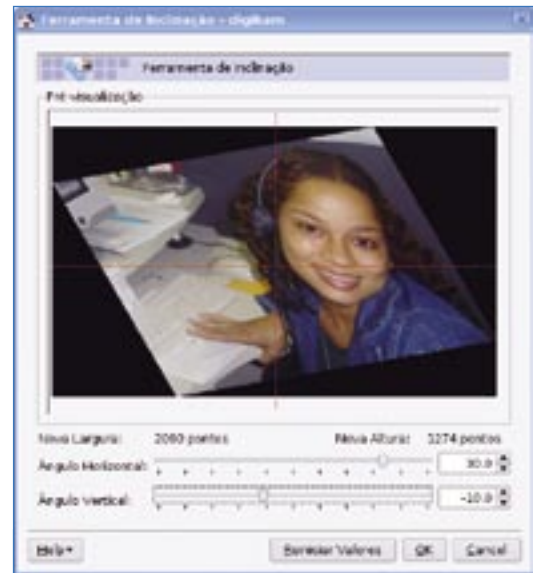 Ferramenta de Inclinação - digikam
Ferramenta de inclinação
Pré-visualização
Nova Largura: 2090 pontos Nova Altura: 1274 pontos
Ângulo Horizontal: 30.0
Ângulo Vertical: -10.0
Help
Reiniciar Valores OK Cancel